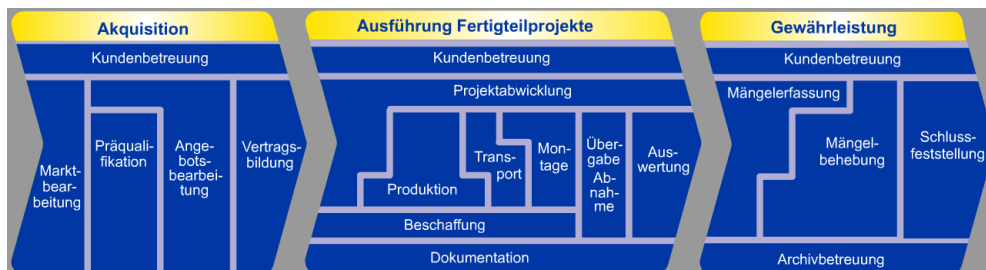 Akquisition
Kundenbetreuung
Markt-
bear-
beitung
Präquali-
fikation
Ange-
bots-
bearbei-
tung
Vertrags-
bildung
Ausführung Fertigteilprojekte
Kundenbetreuung
Projektabwicklung
Produktion
Trans-
port
Mon-
tage
Über-
gabe
Ab-
nah-
me
Aus-
wertung
Beschaffung
Dokumentation
Gewährleistung
Kundenbetreuung
Mängelerfassung
Mängel-
behebung
Schluss-
feststellung
Archivbetreuung